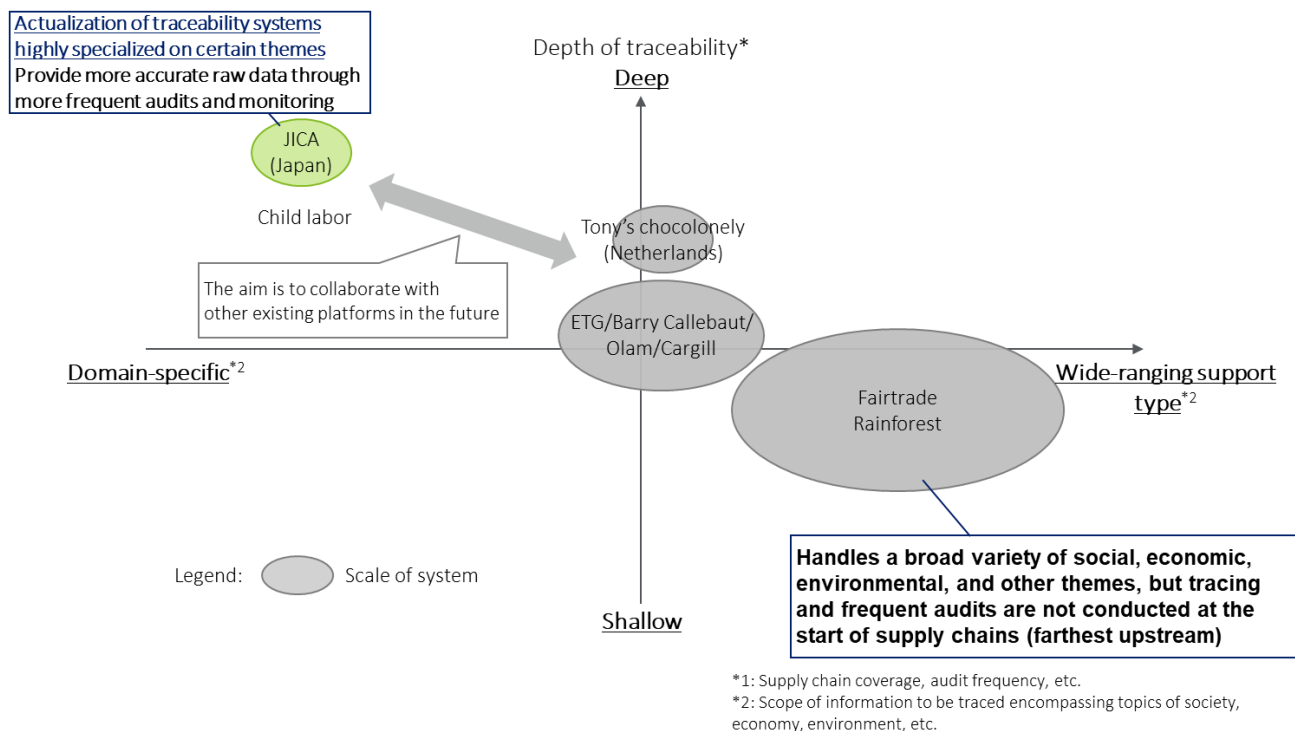 Actualization of traceability systems
highly specialized on certain themes
Provide more accurate raw data through
more frequent audits and monitoring
Depth of traceability*
Deep
JICA
(Japan)
Child labor
Tony's chocolonely
(Netherlands)
The aim is to collaborate with
other existing platforms in the future
ETG/Barry Callebaut/
Olam/Cargill
Domain-specific*2
Wide-ranging support
type*2
Fairtrade
Rainforest
Legend:
Scale of system
Shallow
Handles a broad variety of social, economic,
environmental, and other themes, but tracing
and frequent audits are not conducted at the
start of supply chains (farthest upstream)
*1: Supply chain coverage, audit frequency, etc.
*2: Scope of information to be traced encompassing topics of society,
economy, environment, etc.